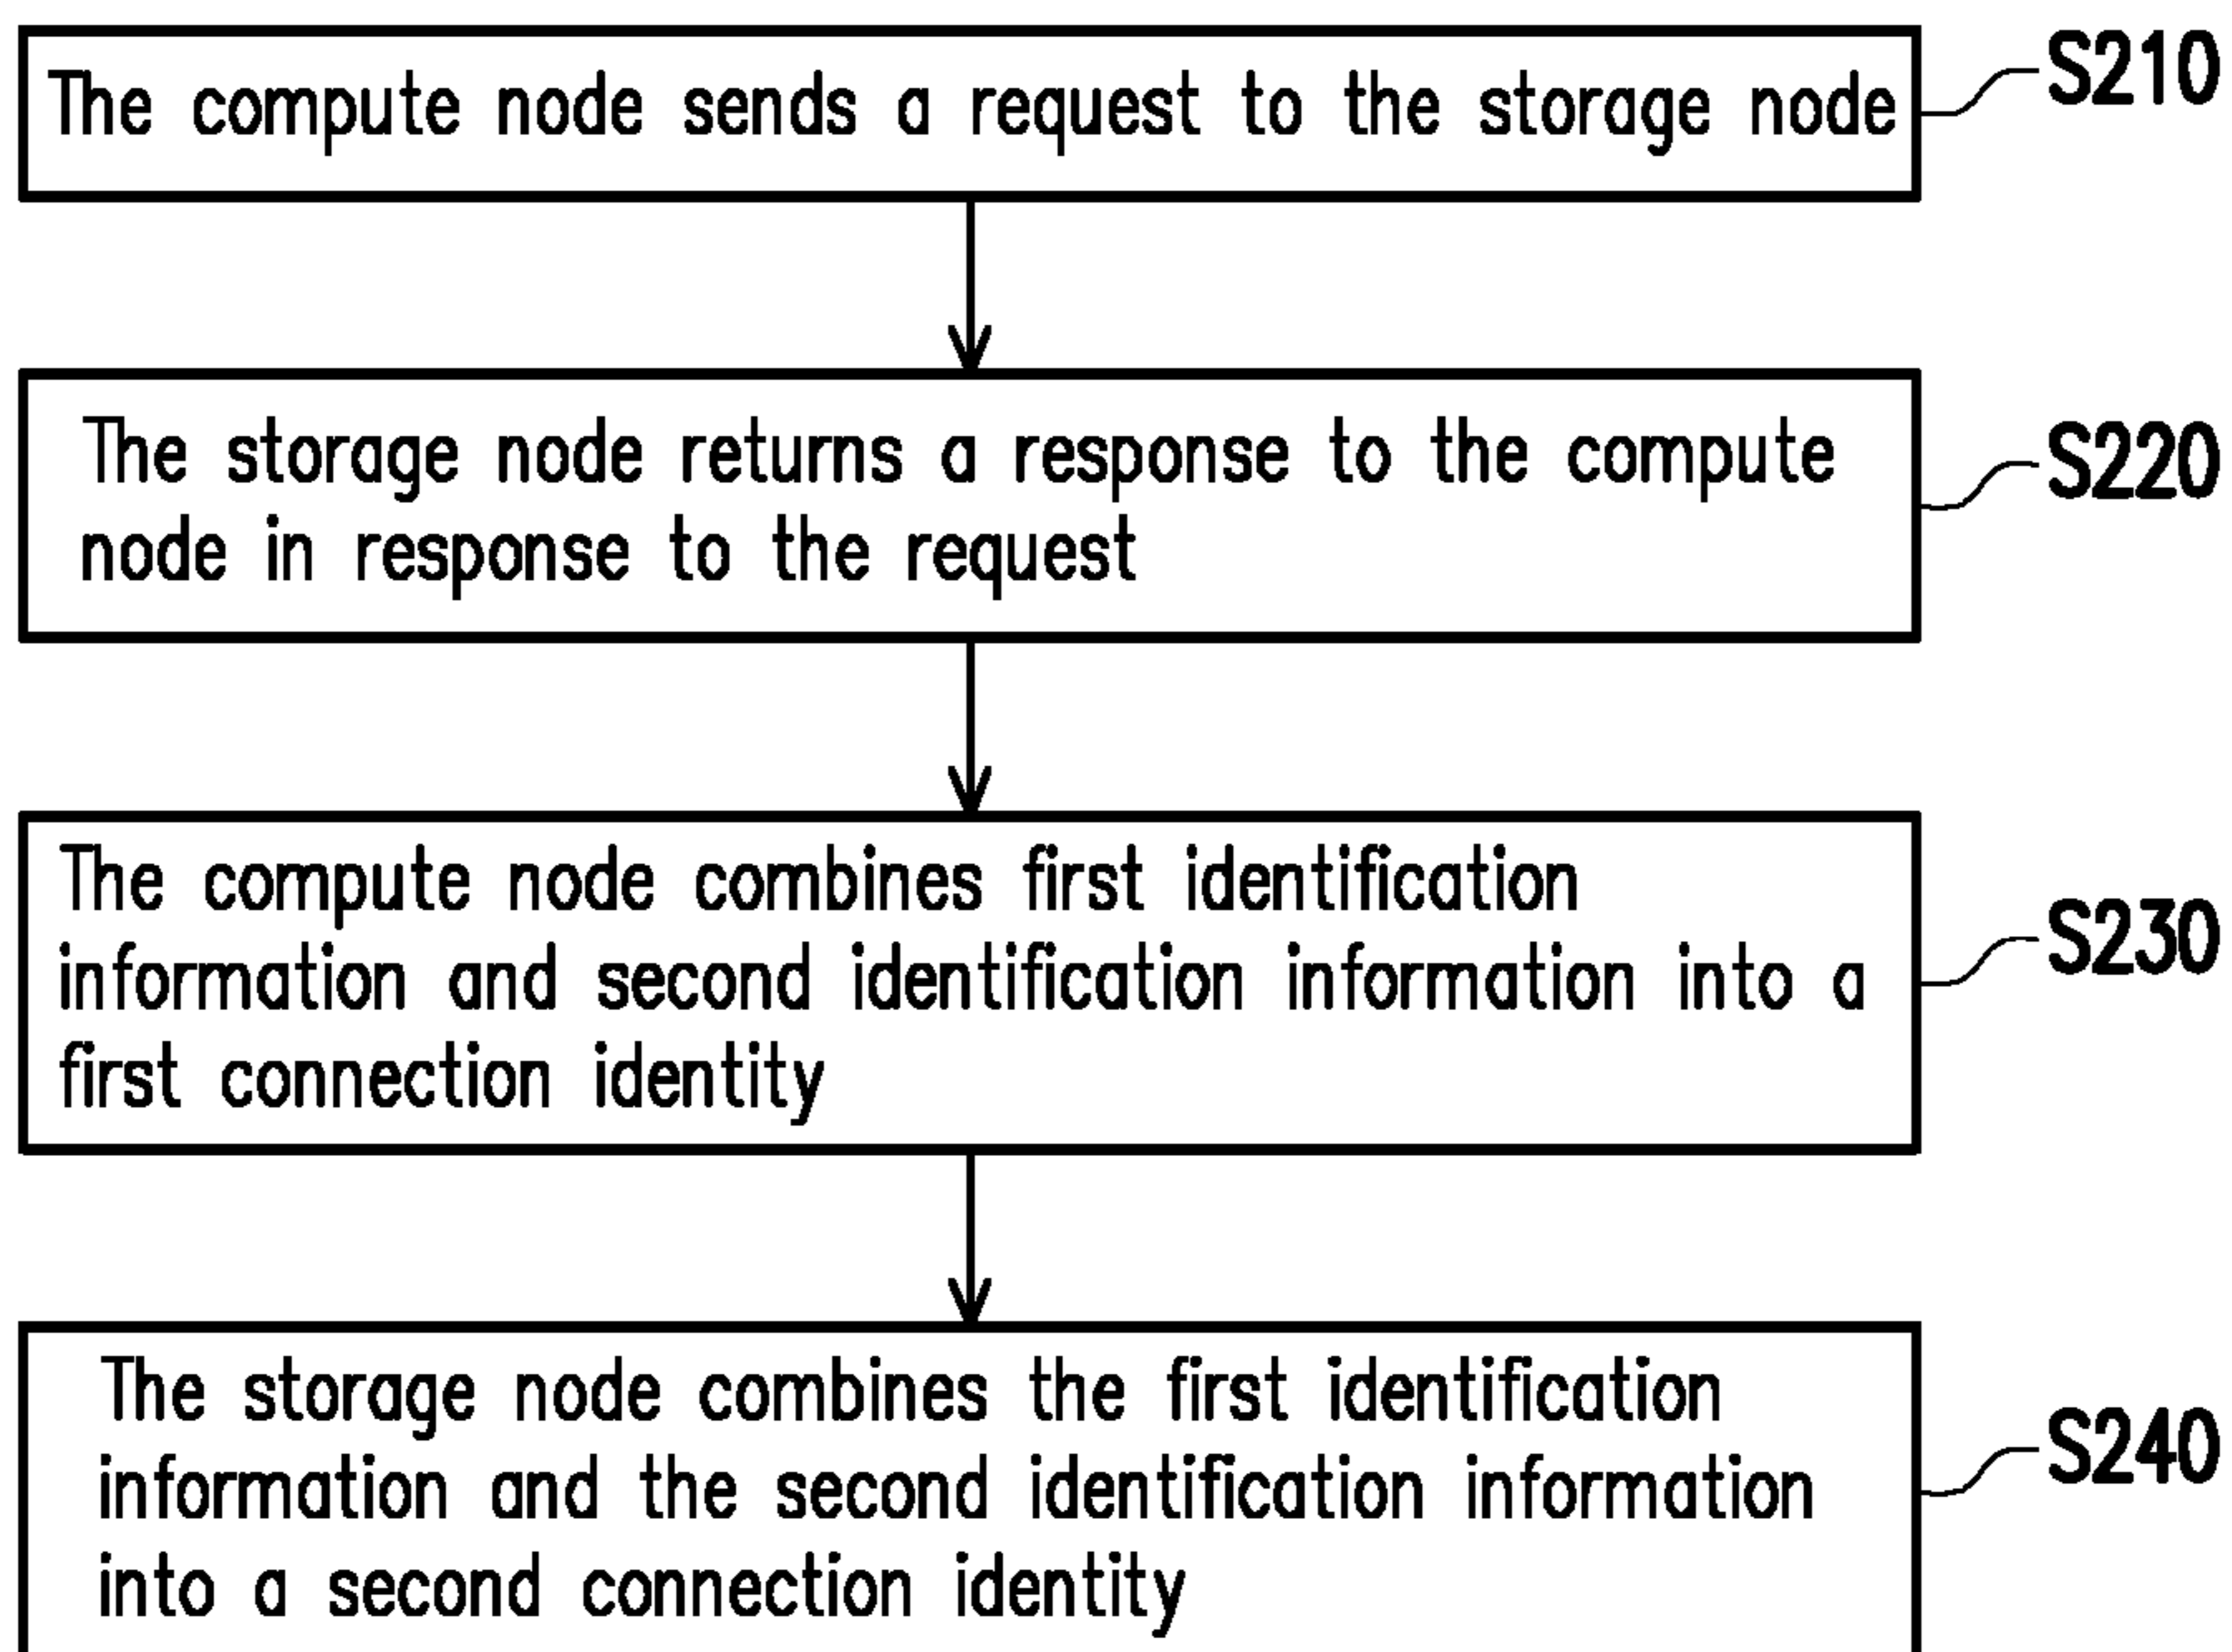 The compute node sends a request to the storage node
S210
The storage node returns a response to the compute
node in response to the request
S220
The compute node combines first identification
information and second identification information into a
first connection identity
S230
The storage node combines the first identification
information and the second identification information
into a second connection identity
S240